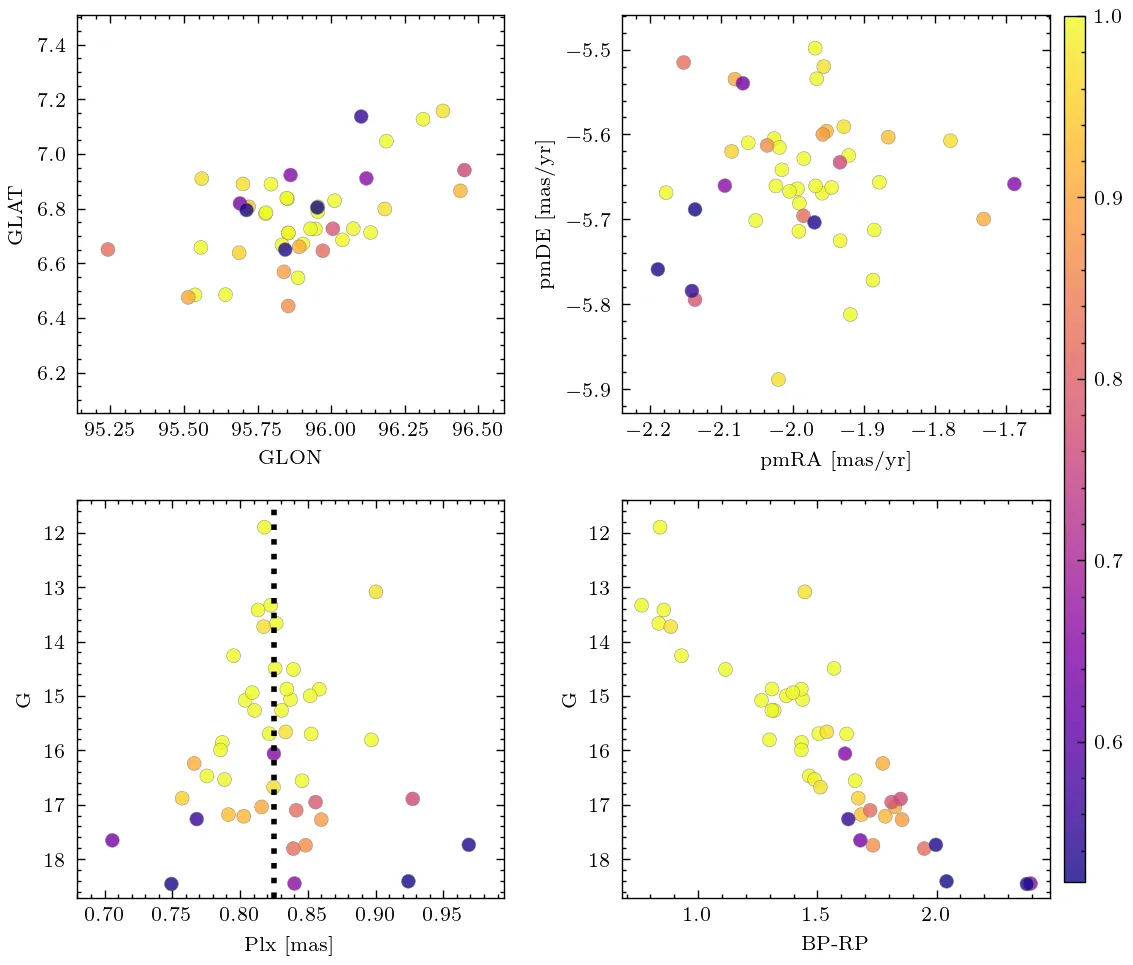 7.4
7.2
7.0
6.8
6.6
6.4
6.2
GLAT
95.25 95.50 95.75 96.00 96.25 96.50
GLON
−5.5
−5.6
−5.7
−5.8
−5.9
pmDE [mas/yr]
−2.2 −2.1 −2.0 −1.9 −1.8 −1.7
pmRA [mas/yr]
12
13
14
15
16
17
18
G
0.70 0.75 0.80 0.85 0.90 0.95
Plx [mas]
12
13
14
15
16
17
18
G
1.0 1.5 2.0
BP-RP
1.0
0.9
0.8
0.7
0.6